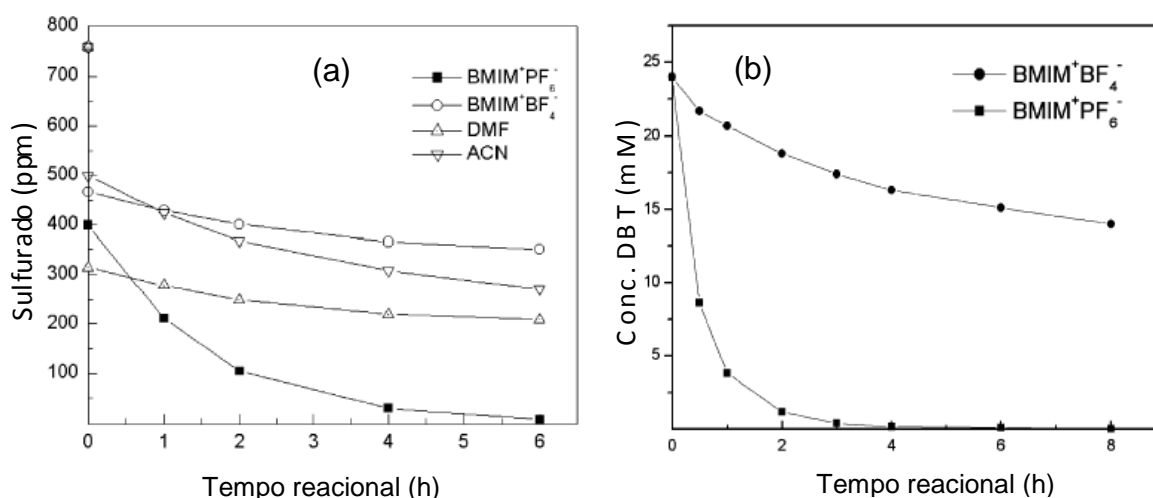 (a)
Sulfurado (ppm)
800
700
600
500
400
300
200
100
BMIM⁺PF₆⁻
BMIM⁺BF₄⁻
DMF
ACN
0 1 2 3 4 5 6
Tempo reacional (h)
(b)
Conc. DBT (mM)
25
20
15
10
5
BMIM⁺BF₄⁻
BMIM⁺PF₆⁻
0 2 4 6 8
Tempo reacional (h)